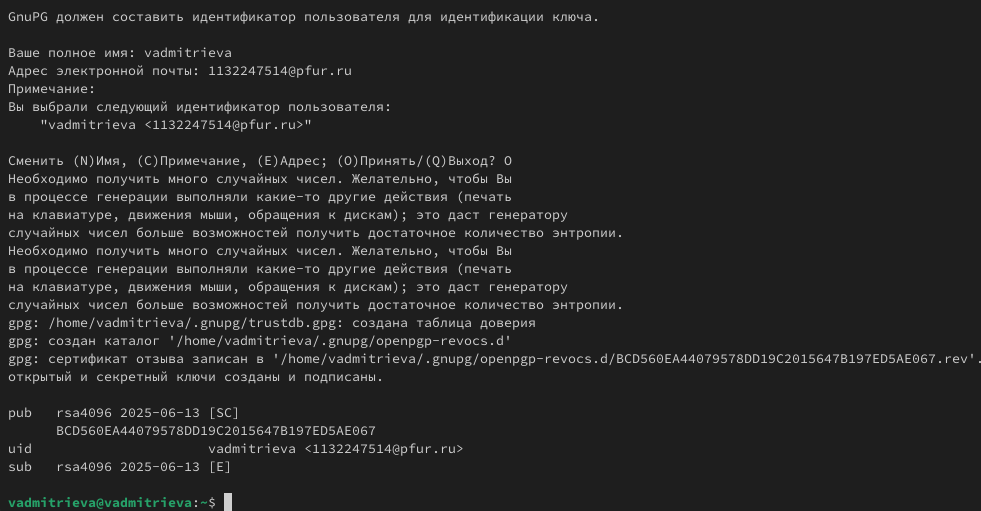 GnuPG должен составить идентификатор пользователя для идентификации ключа.
Ваше полное имя: vadmitrieva
Адрес электронной почты: 1132247514@pfur.ru
Примечание:
Вы выбрали следующий идентификатор пользователя:
"vadmitrieva <1132247514@pfur.ru>"
Сменить (N)Имя, (C)Примечание, (E)Адрес; (O)Принять/(Q)Выход? O
Необходимо получить много случайных чисел. Желательно, чтобы Вы
в процессе генерации выполняли какие-то другие действия (печать
на клавиатуре, движения мыши, обращения к дискам); это даст генератору
случайных чисел больше возможностей получить достаточное количество энтропии.
Необходимо получить много случайных чисел. Желательно, чтобы Вы
в процессе генерации выполняли какие-то другие действия (печать
на клавиатуре, движения мыши, обращения к дискам); это даст генератору
случайных чисел больше возможностей получить достаточное количество энтропии.
gpg: /home/vadmitrieva/.gnupg/trustdb.gpg: создана таблица доверия
gpg: создан каталог '/home/vadmitrieva/.gnupg/openpgp-revocs.d'
gpg: сертификат отзыва записан в '/home/vadmitrieva/.gnupg/openpgp-revocs.d/BCD560EA44079578DD19C2015647B197ED5AE067.rev'.
открытый и секретный ключи созданы и подписаны.
pub   rsa4096 2025-06-13 [SC]
BCD560EA44079578DD19C2015647B197ED5AE067
uid                      vadmitrieva <1132247514@pfur.ru>
sub   rsa4096 2025-06-13 [E]
vadmitrieva@vadmitrieva:~$